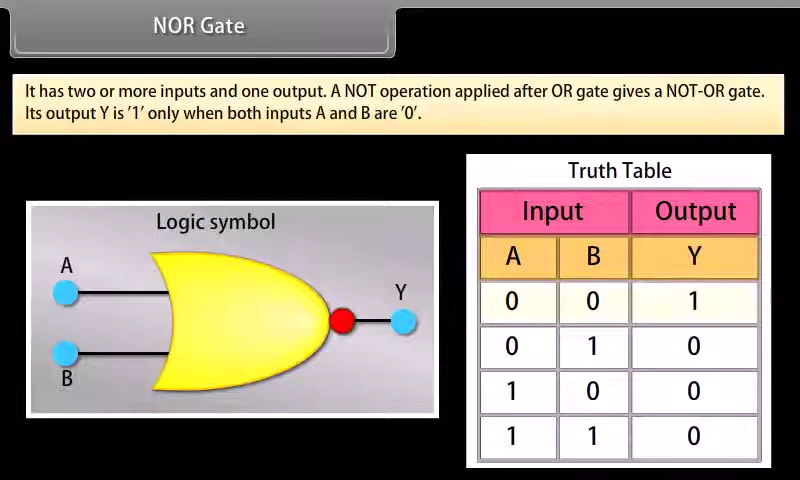 NOR Gate
It has two or more inputs and one output. A NOT operation applied after OR gate gives a NOT-OR gate.
Its output Y is '1' only when both inputs A and B are '0'.
Logic symbol
A
Y
B
Truth Table
Input Output
A B Y
0 0 1
0 1 0
1 0 0
1 1 0